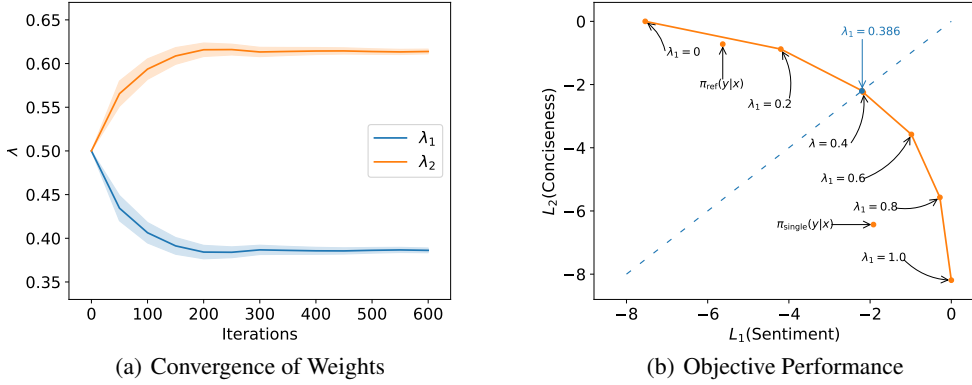 0.65
0.60
0.55
0.50
0.45
0.40
0.35
λ
λ₁
λ₂
0 100 200 300 400 500 600
Iterations
(a) Convergence of Weights
0
−2
−4
−6
−8
L₂(Conciseness)
λ₁ = 0.386
λ₁ = 0
π_ref(y|x)
λ₁ = 0.2
λ = 0.4
λ₁ = 0.6
λ₁ = 0.8
π_single(y|x)
λ₁ = 1.0
−8 −6 −4 −2 0
L₁(Sentiment)
(b) Objective Performance